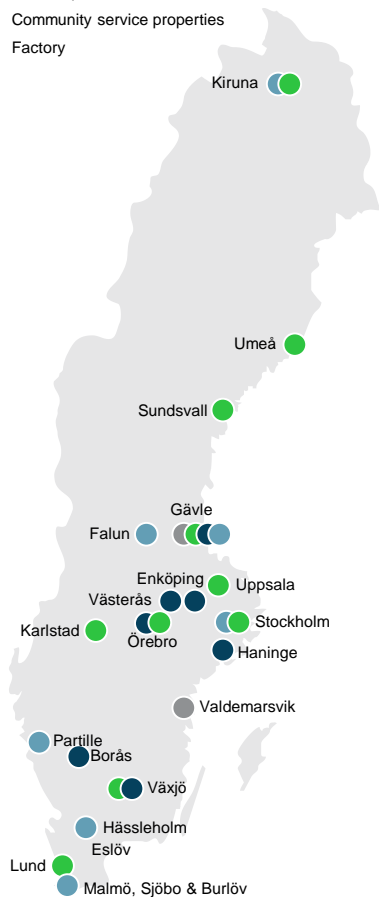 Community service properties
Factory
Kiruna
Umeå
Sundsvall
Gävle
Falun
Enköping
Uppsala
Västerås
Stockholm
Karlstad
Örebro
Haninge
Valdemarsvik
Partille
Borås
Växjö
Hässleholm
Eslöv
Lund
Malmö, Sjöbo & Burlöv